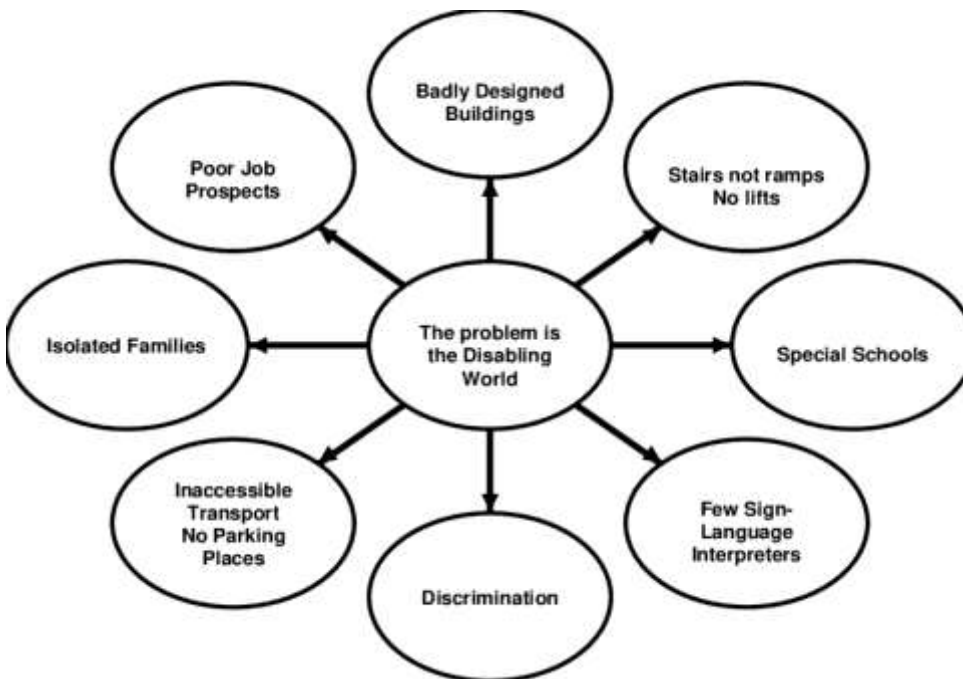 Badly Designed
Buildings
Poor Job
Prospects
Stairs not ramps
No lifts
Isolated Families
The problem is
the Disabling
World
Special Schools
Inaccessible
Transport
No Parking
Places
Few Sign-
Language
Interpreters
Discrimination